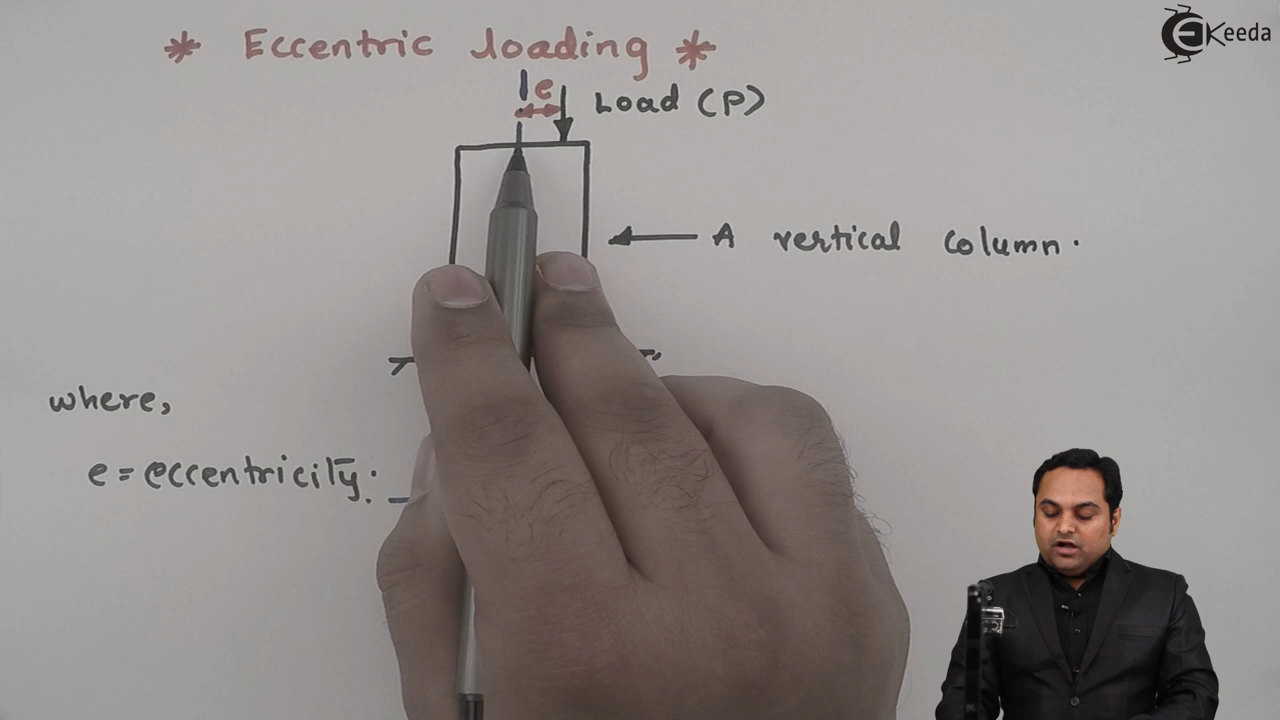 * Eccentric loading *
EKeeda
e
Load (P)
A vertical column.
where,
e = eccentricity.